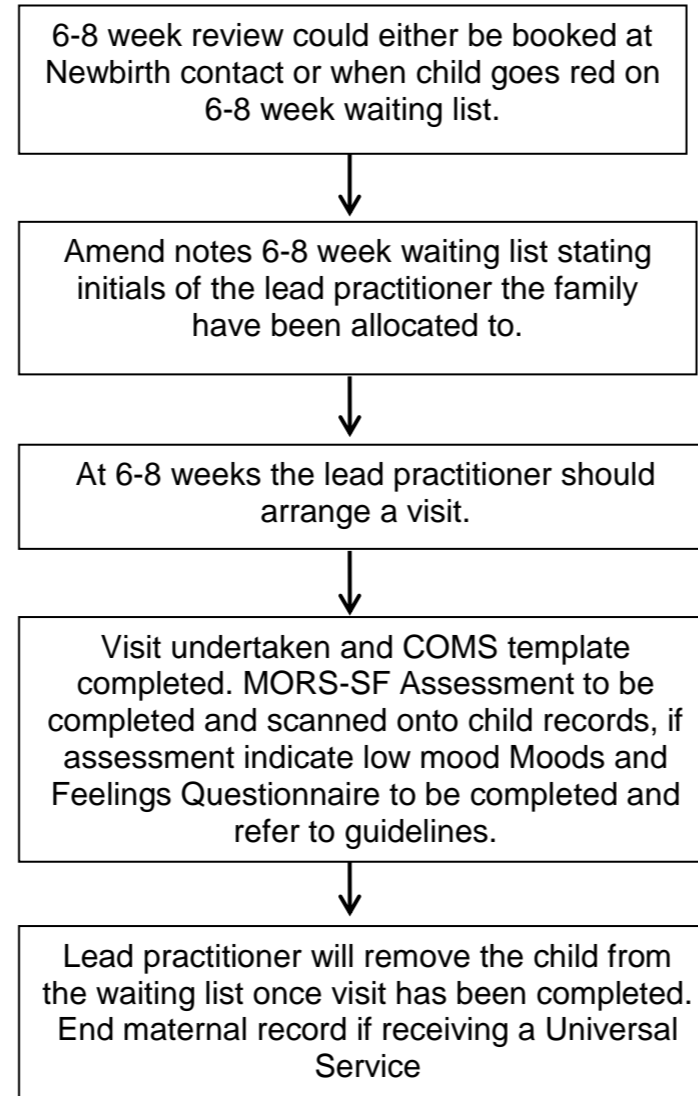 6-8 week review could either be booked at
Newbirth contact or when child goes red on
6-8 week waiting list.
Amend notes 6-8 week waiting list stating
initials of the lead practitioner the family
have been allocated to.
At 6-8 weeks the lead practitioner should
arrange a visit.
Visit undertaken and COMS template
completed. MORS-SF Assessment to be
completed and scanned onto child records, if
assessment indicate low mood Moods and
Feelings Questionnaire to be completed and
refer to guidelines.
Lead practitioner will remove the child from
the waiting list once visit has been completed.
End maternal record if receiving a Universal
Service